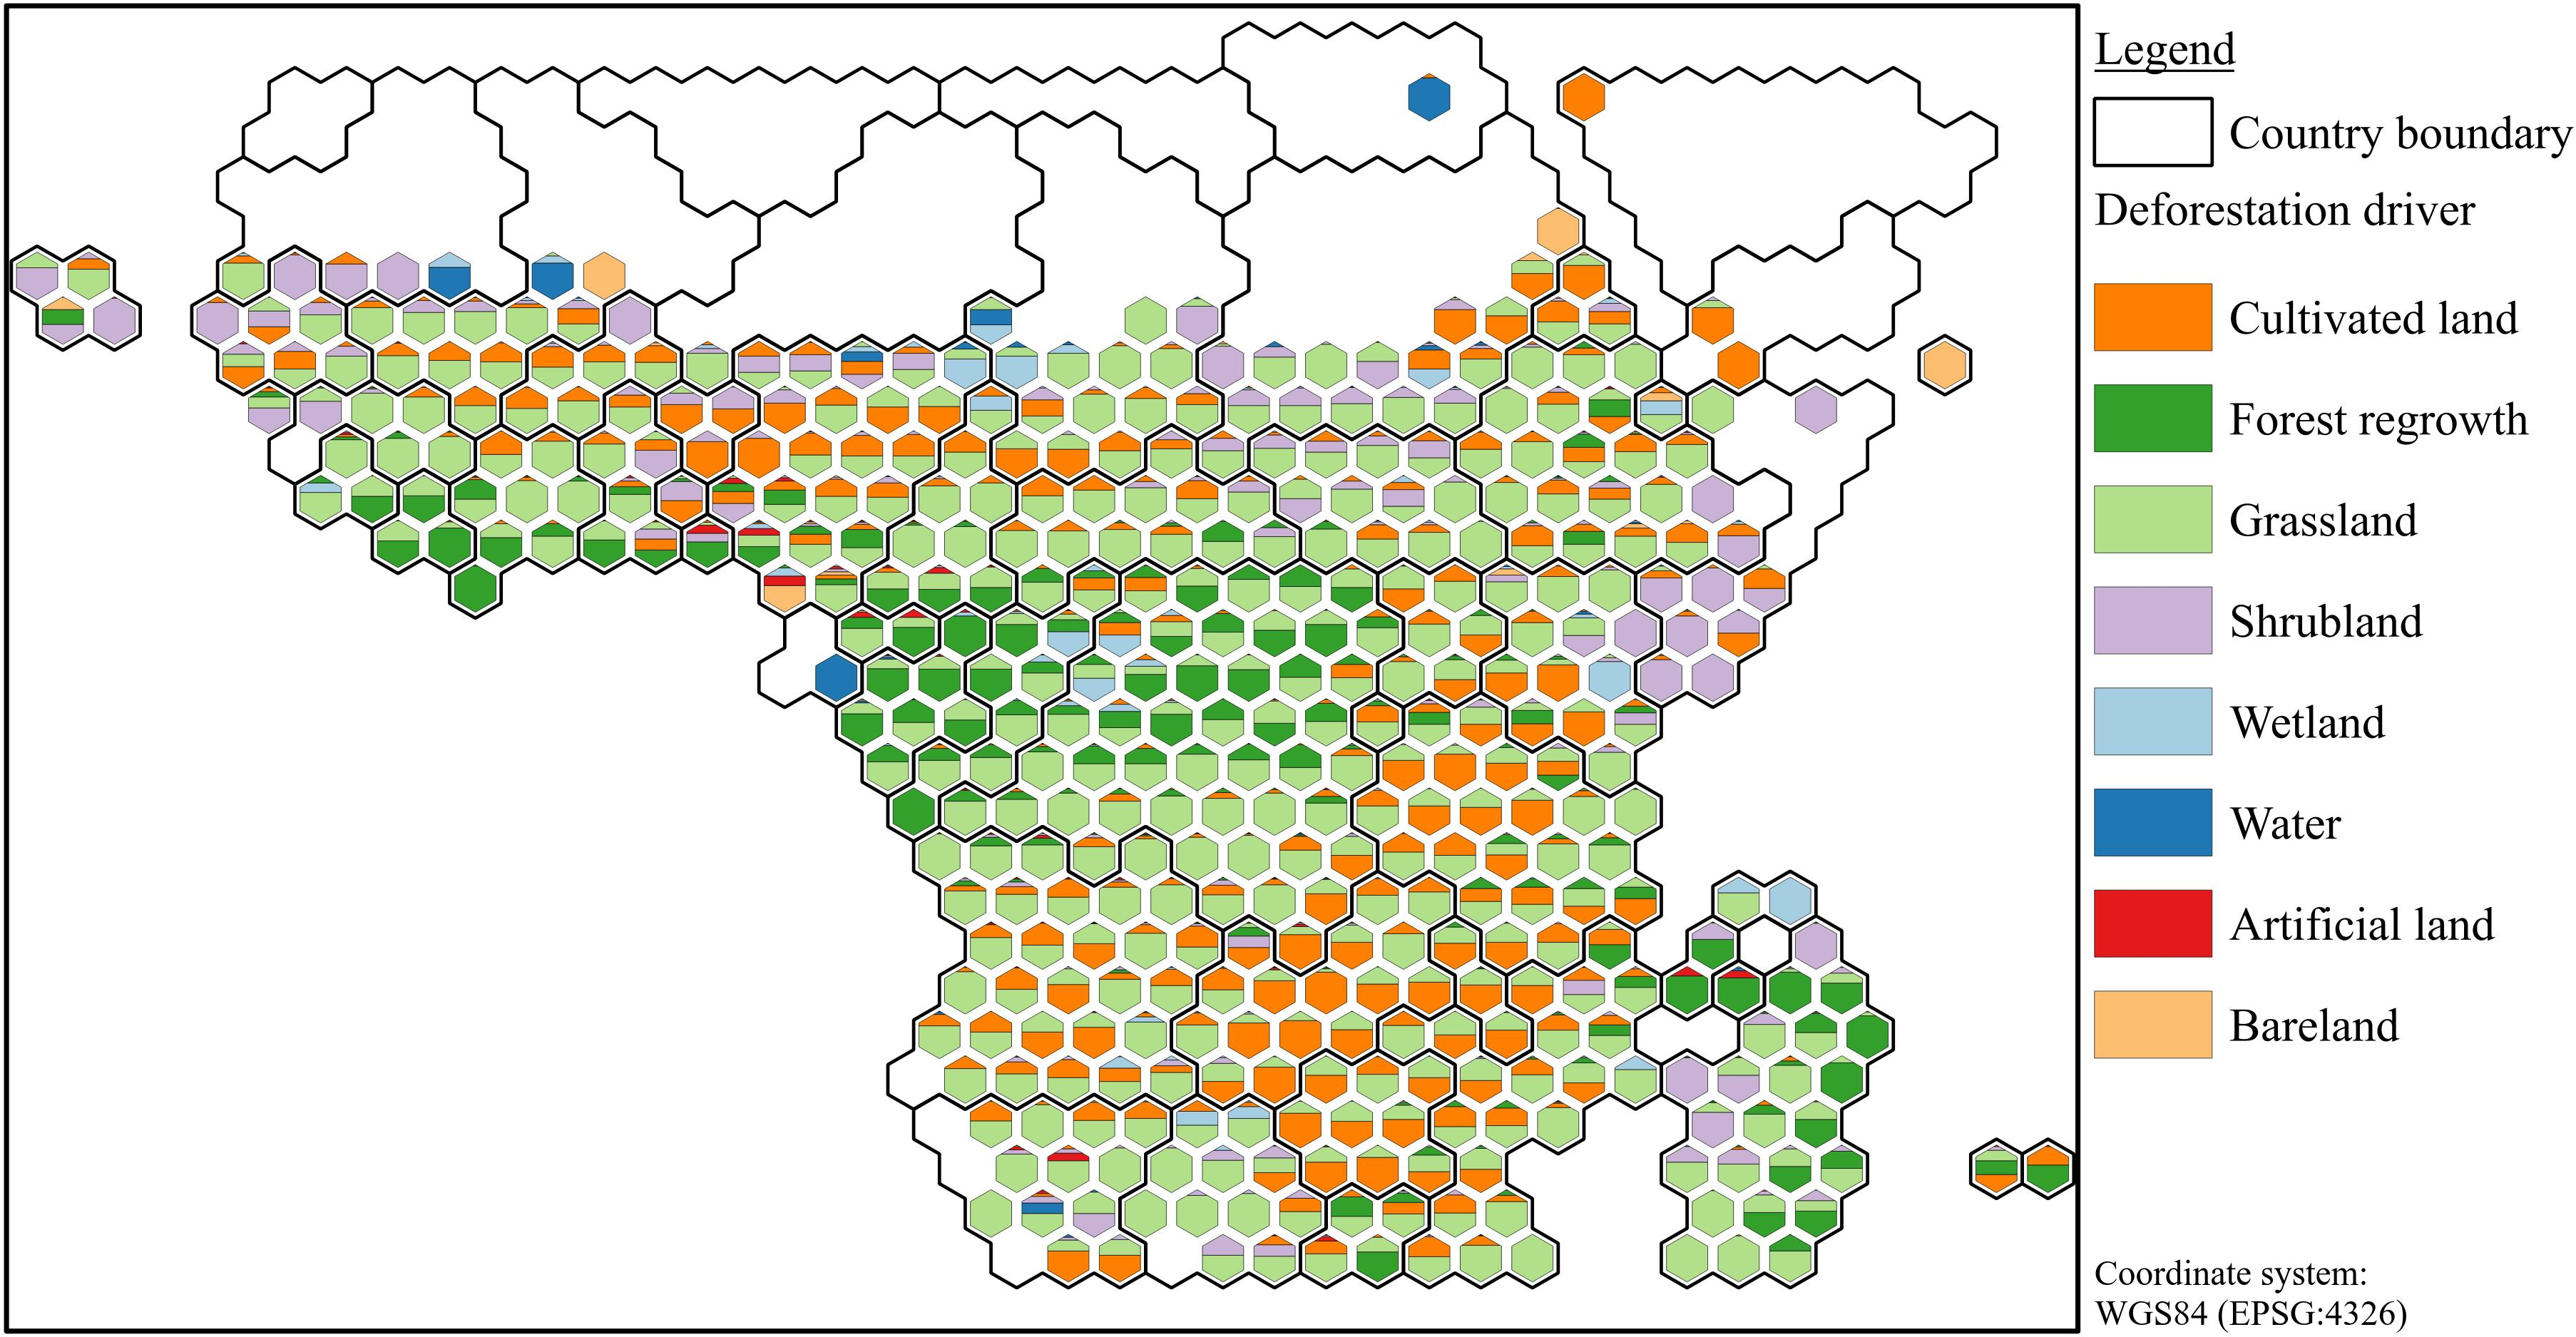 Legend
Country boundary
Deforestation driver
Cultivated land
Forest regrowth
Grassland
Shrubland
Wetland
Water
Artificial land
Bareland
Coordinate system:
WGS84 (EPSG:4326)